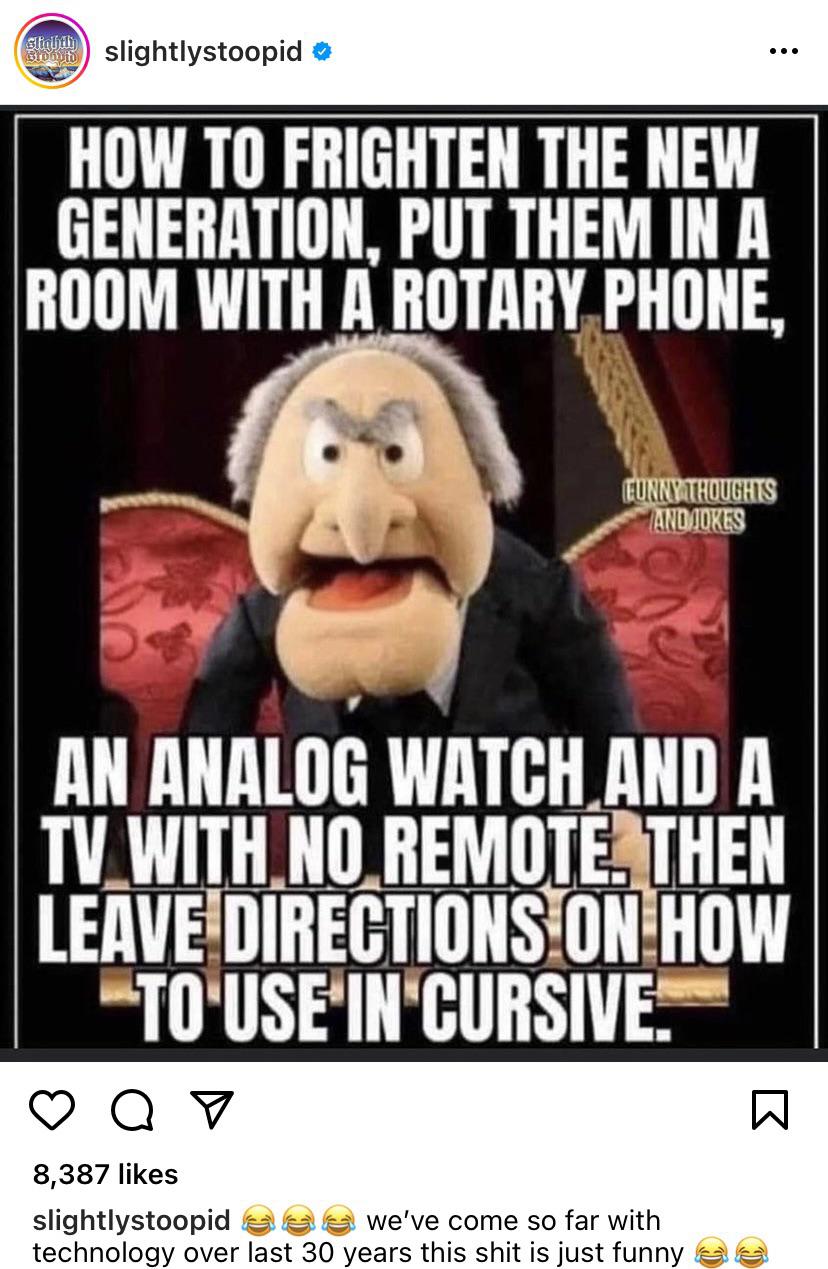 slightly
stoopid
slightlystoopid
HOW TO FRIGHTEN THE NEW
GENERATION, PUT THEM IN A
ROOM WITH A ROTARY PHONE,
FUNNY THOUGHTS
AND JOKES
AN ANALOG WATCH AND A
TV WITH NO REMOTE. THEN
LEAVE DIRECTIONS ON HOW
TO USE IN CURSIVE.
8,387 likes
slightlystoopid 😂😂😂 we’ve come so far with
technology over last 30 years this shit is just funny 😂😂